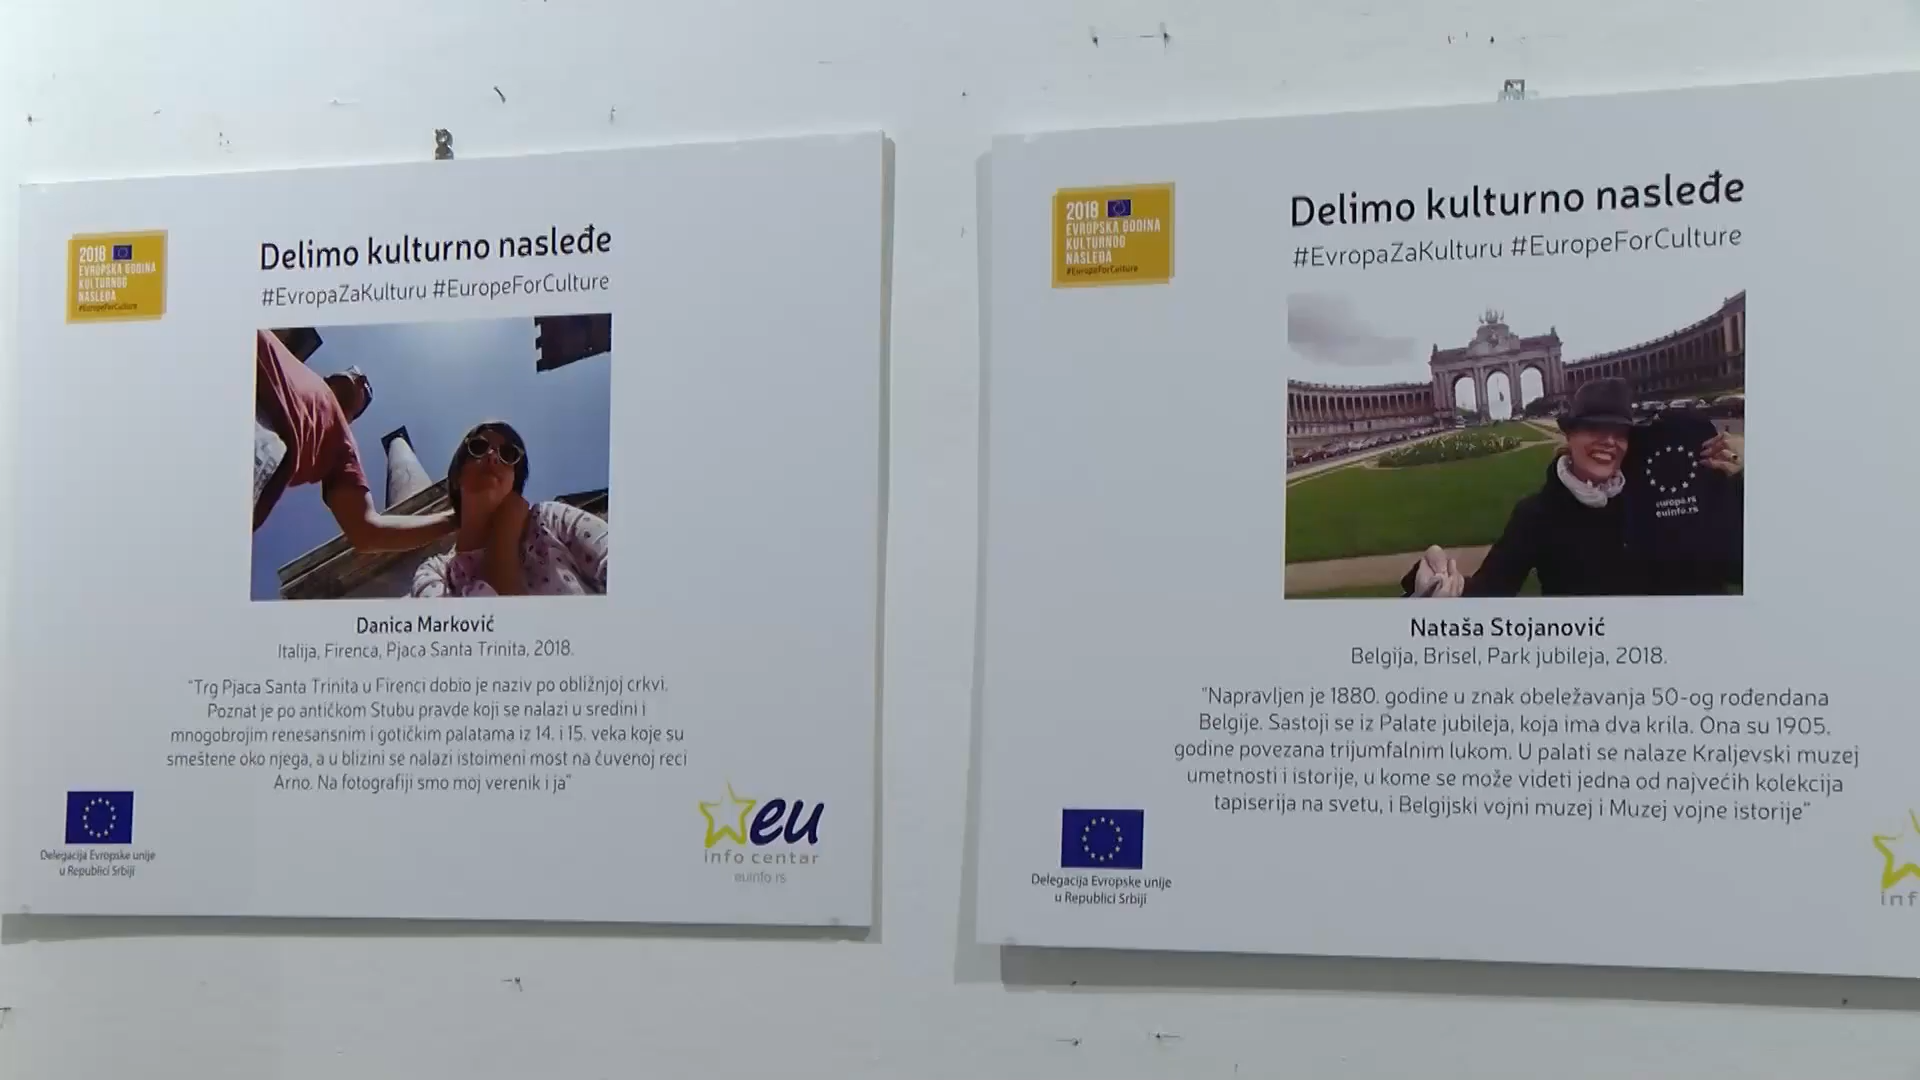 2018
EVROPSKA GODINA
KULTURNOG
NASLEĐA
#EuropeForCulture
Delimo kulturno nasleđe
#EvropaZaKulturu #EuropeForCulture
Danica Marković
Italija, Firenca, Pjaca Santa Trinita, 2018.
"Trg Pjaca Santa Trinita u Firenci dobio je naziv po obližnjoj crkvi.
Poznat je po antičkom Stubu pravde koji se nalazi u sredini i
mnogobrojim renesansnim i gotičkim palatama iz 14. i 15. veka koje su
smeštene oko njega, a u blizini se nalazi istoimeni most na čuvenoj reci
Arno. Na fotografiji smo moj verenik i ja"
Delegacija Evropske unije
u Republici Srbiji
eu
info centar
euinfo.rs
2018
EVROPSKA GODINA
KULTURNOG
NASLEĐA
#EuropeForCulture
Delimo kulturno nasleđe
#EvropaZaKulturu #EuropeForCulture
europa.rs
euinfo.rs
Nataša Stojanović
Belgija, Brisel, Park jubileja, 2018.
"Napravljen je 1880. godine u znak obeležavanja 50-og rođendana
Belgije. Sastoji se iz Palate jubileja, koja ima dva krila. Ona su 1905.
godine povezana trijumfalnim lukom. U palati se nalaze Kraljevski muzej
umetnosti i istorije, u kome se može videti jedna od najvećih kolekcija
tapiserija na svetu, i Belgijski vojni muzej i Muzej vojne istorije"
Delegacija Evropske unije
u Republici Srbiji
inf